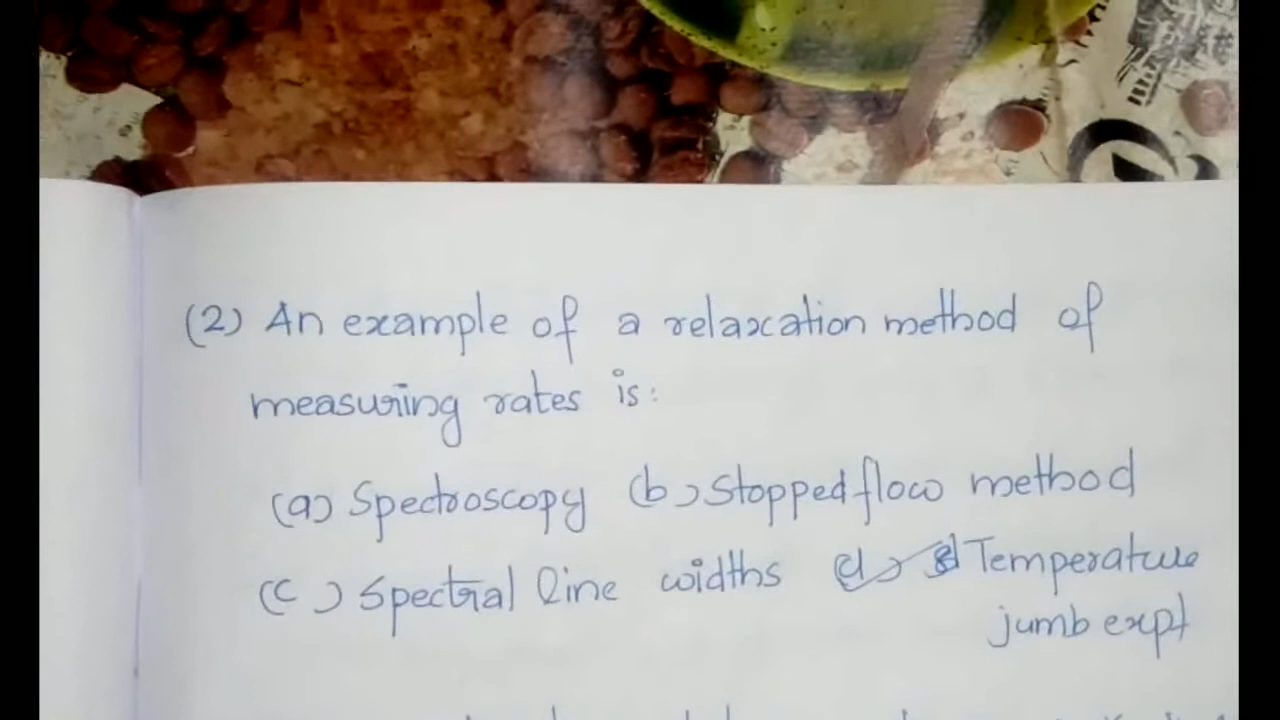 (2) An example of a relaxation method of
measuring rates is:
(a) Spectroscopy (b) Stopped flow method
(c) Spectral line widths (d) Temperature
jumb expt